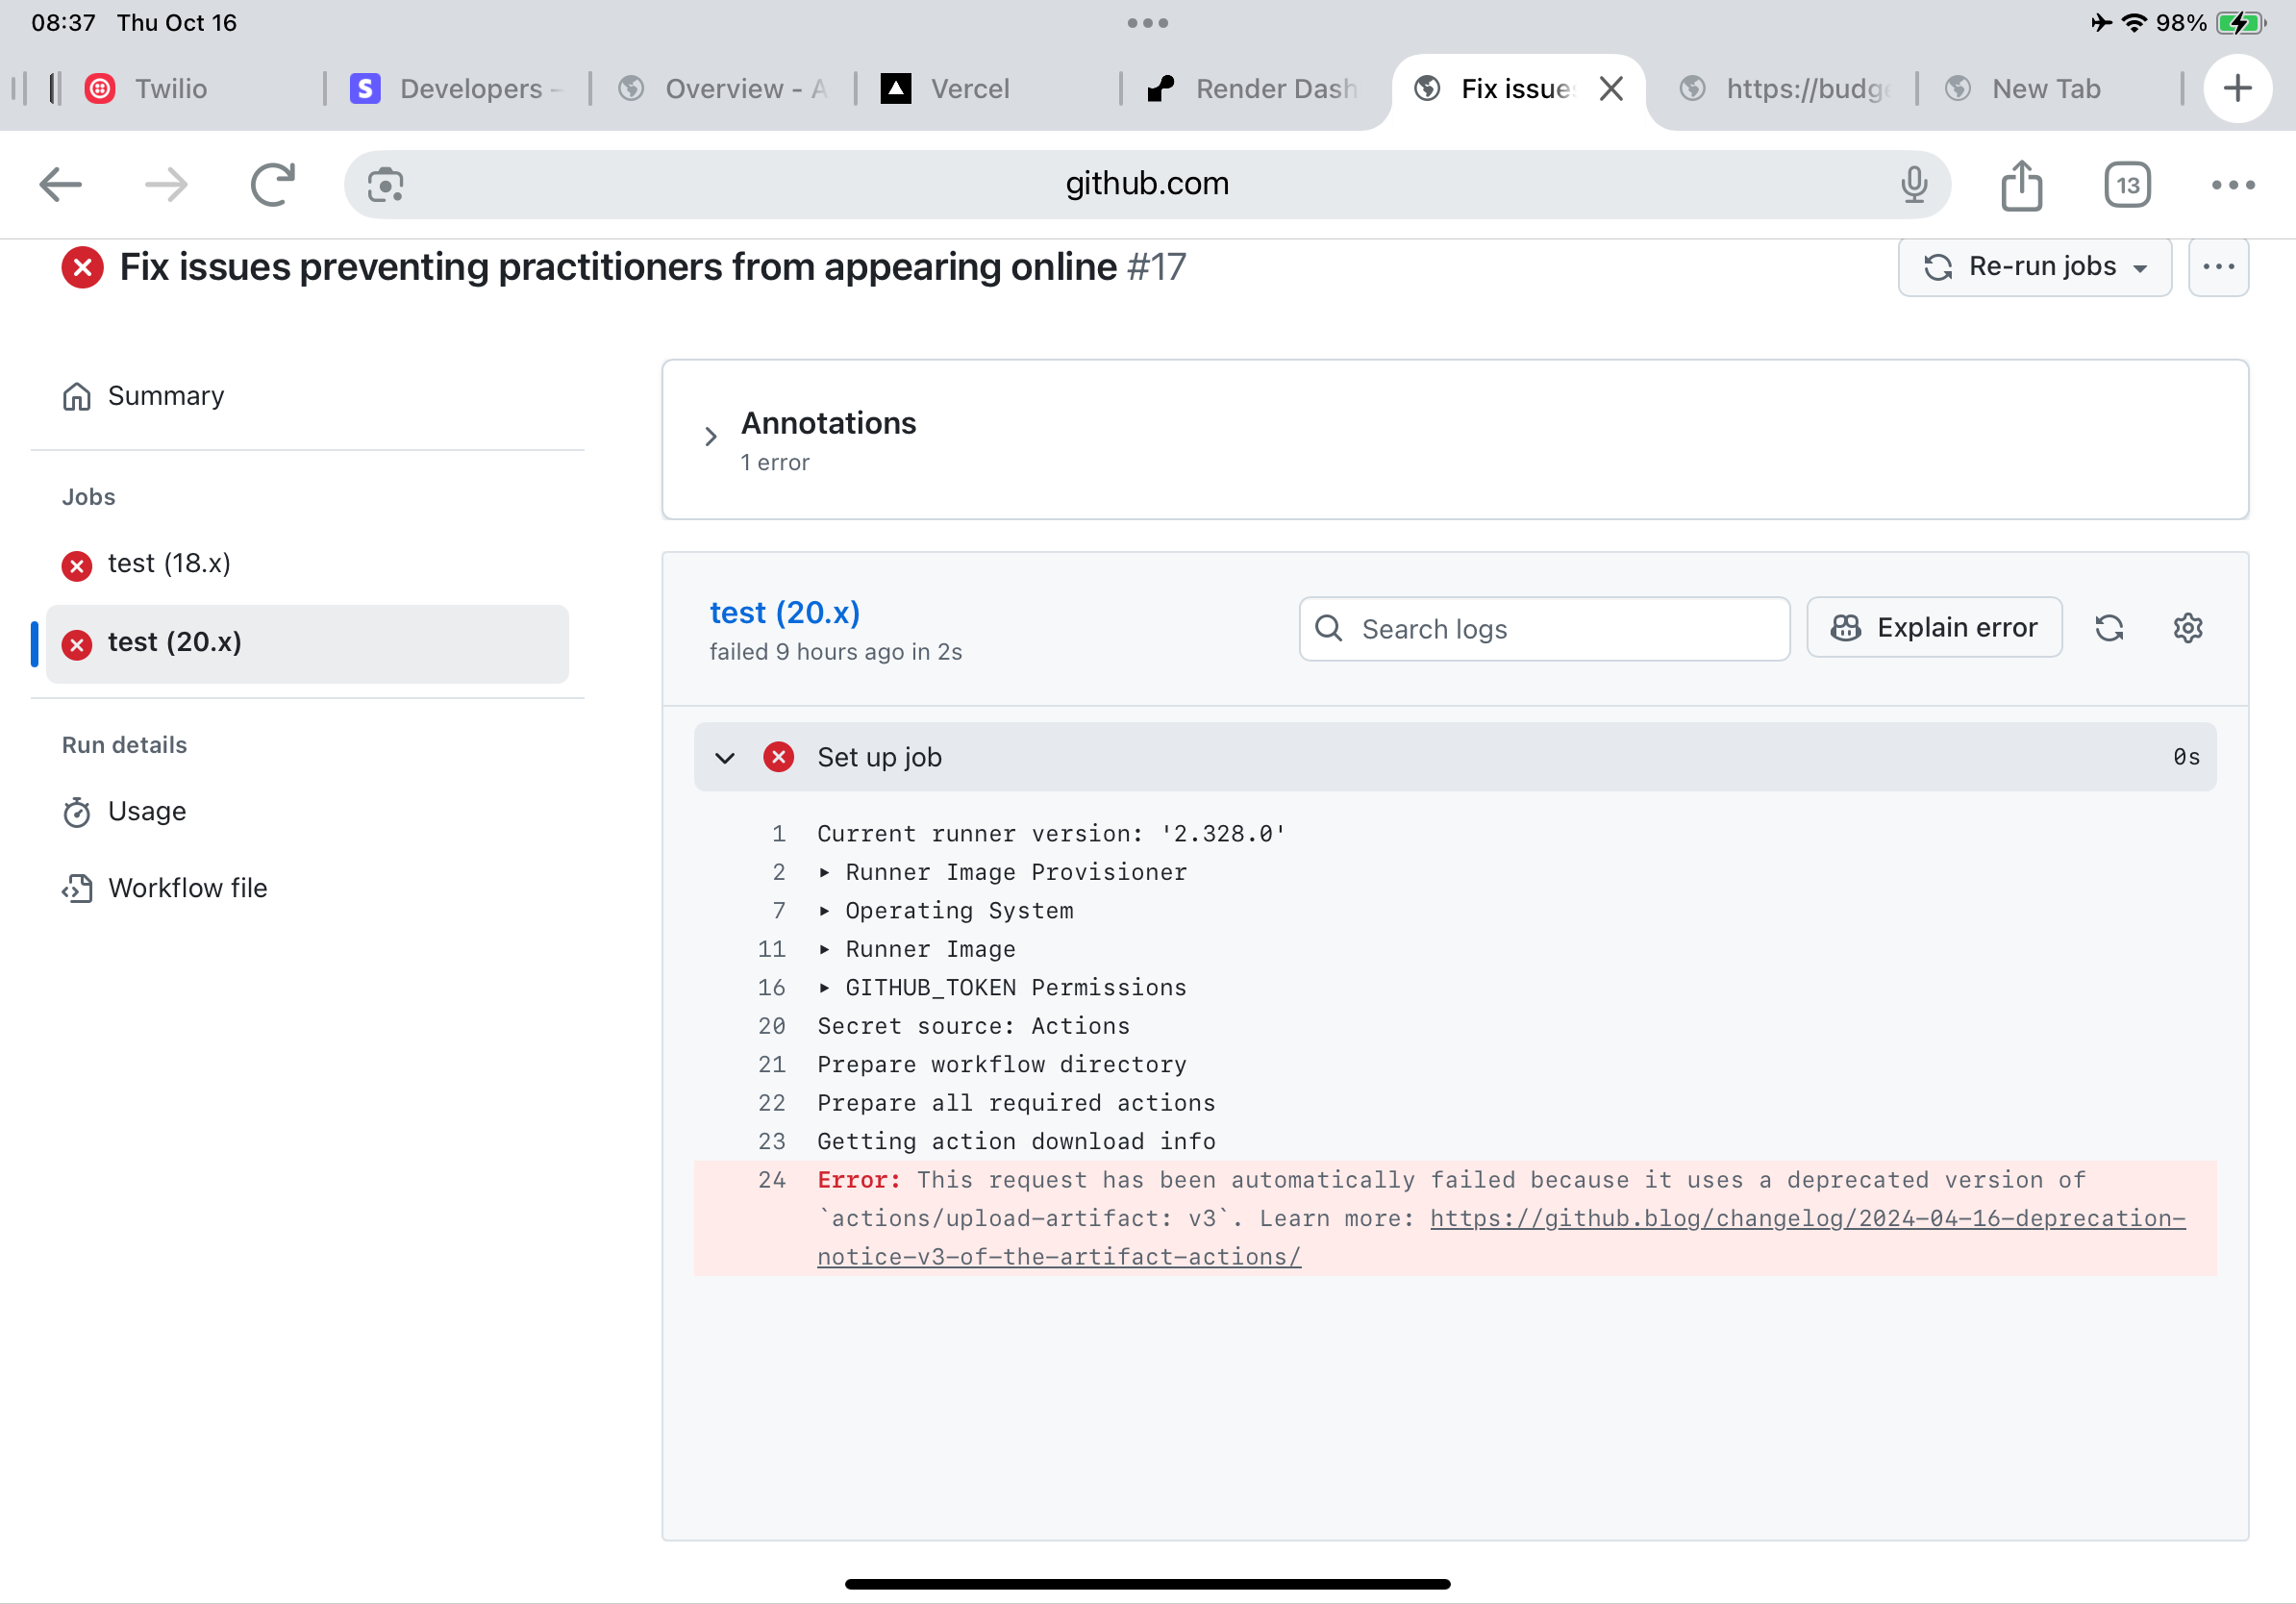 08:37 Thu Oct 16
98%
Twilio
Developers –
Overview - A
Vercel
Render Dash
Fix issues
https://budge
New Tab
github.com
13
Fix issues preventing practitioners from appearing online #17
Re-run jobs
Summary
Annotations
1 error
Jobs
test (18.x)
test (20.x)
Run details
Usage
Workflow file
test (20.x)
failed 9 hours ago in 2s
Search logs
Explain error
Set up job
0s
1 Current runner version: '2.328.0'
2 ▸ Runner Image Provisioner
7 ▸ Operating System
11 ▸ Runner Image
16 ▸ GITHUB_TOKEN Permissions
20 Secret source: Actions
21 Prepare workflow directory
22 Prepare all required actions
23 Getting action download info
24 Error: This request has been automatically failed because it uses a deprecated version of
`actions/upload-artifact: v3`. Learn more: https://github.blog/changelog/2024-04-16-deprecation-
notice-v3-of-the-artifact-actions/